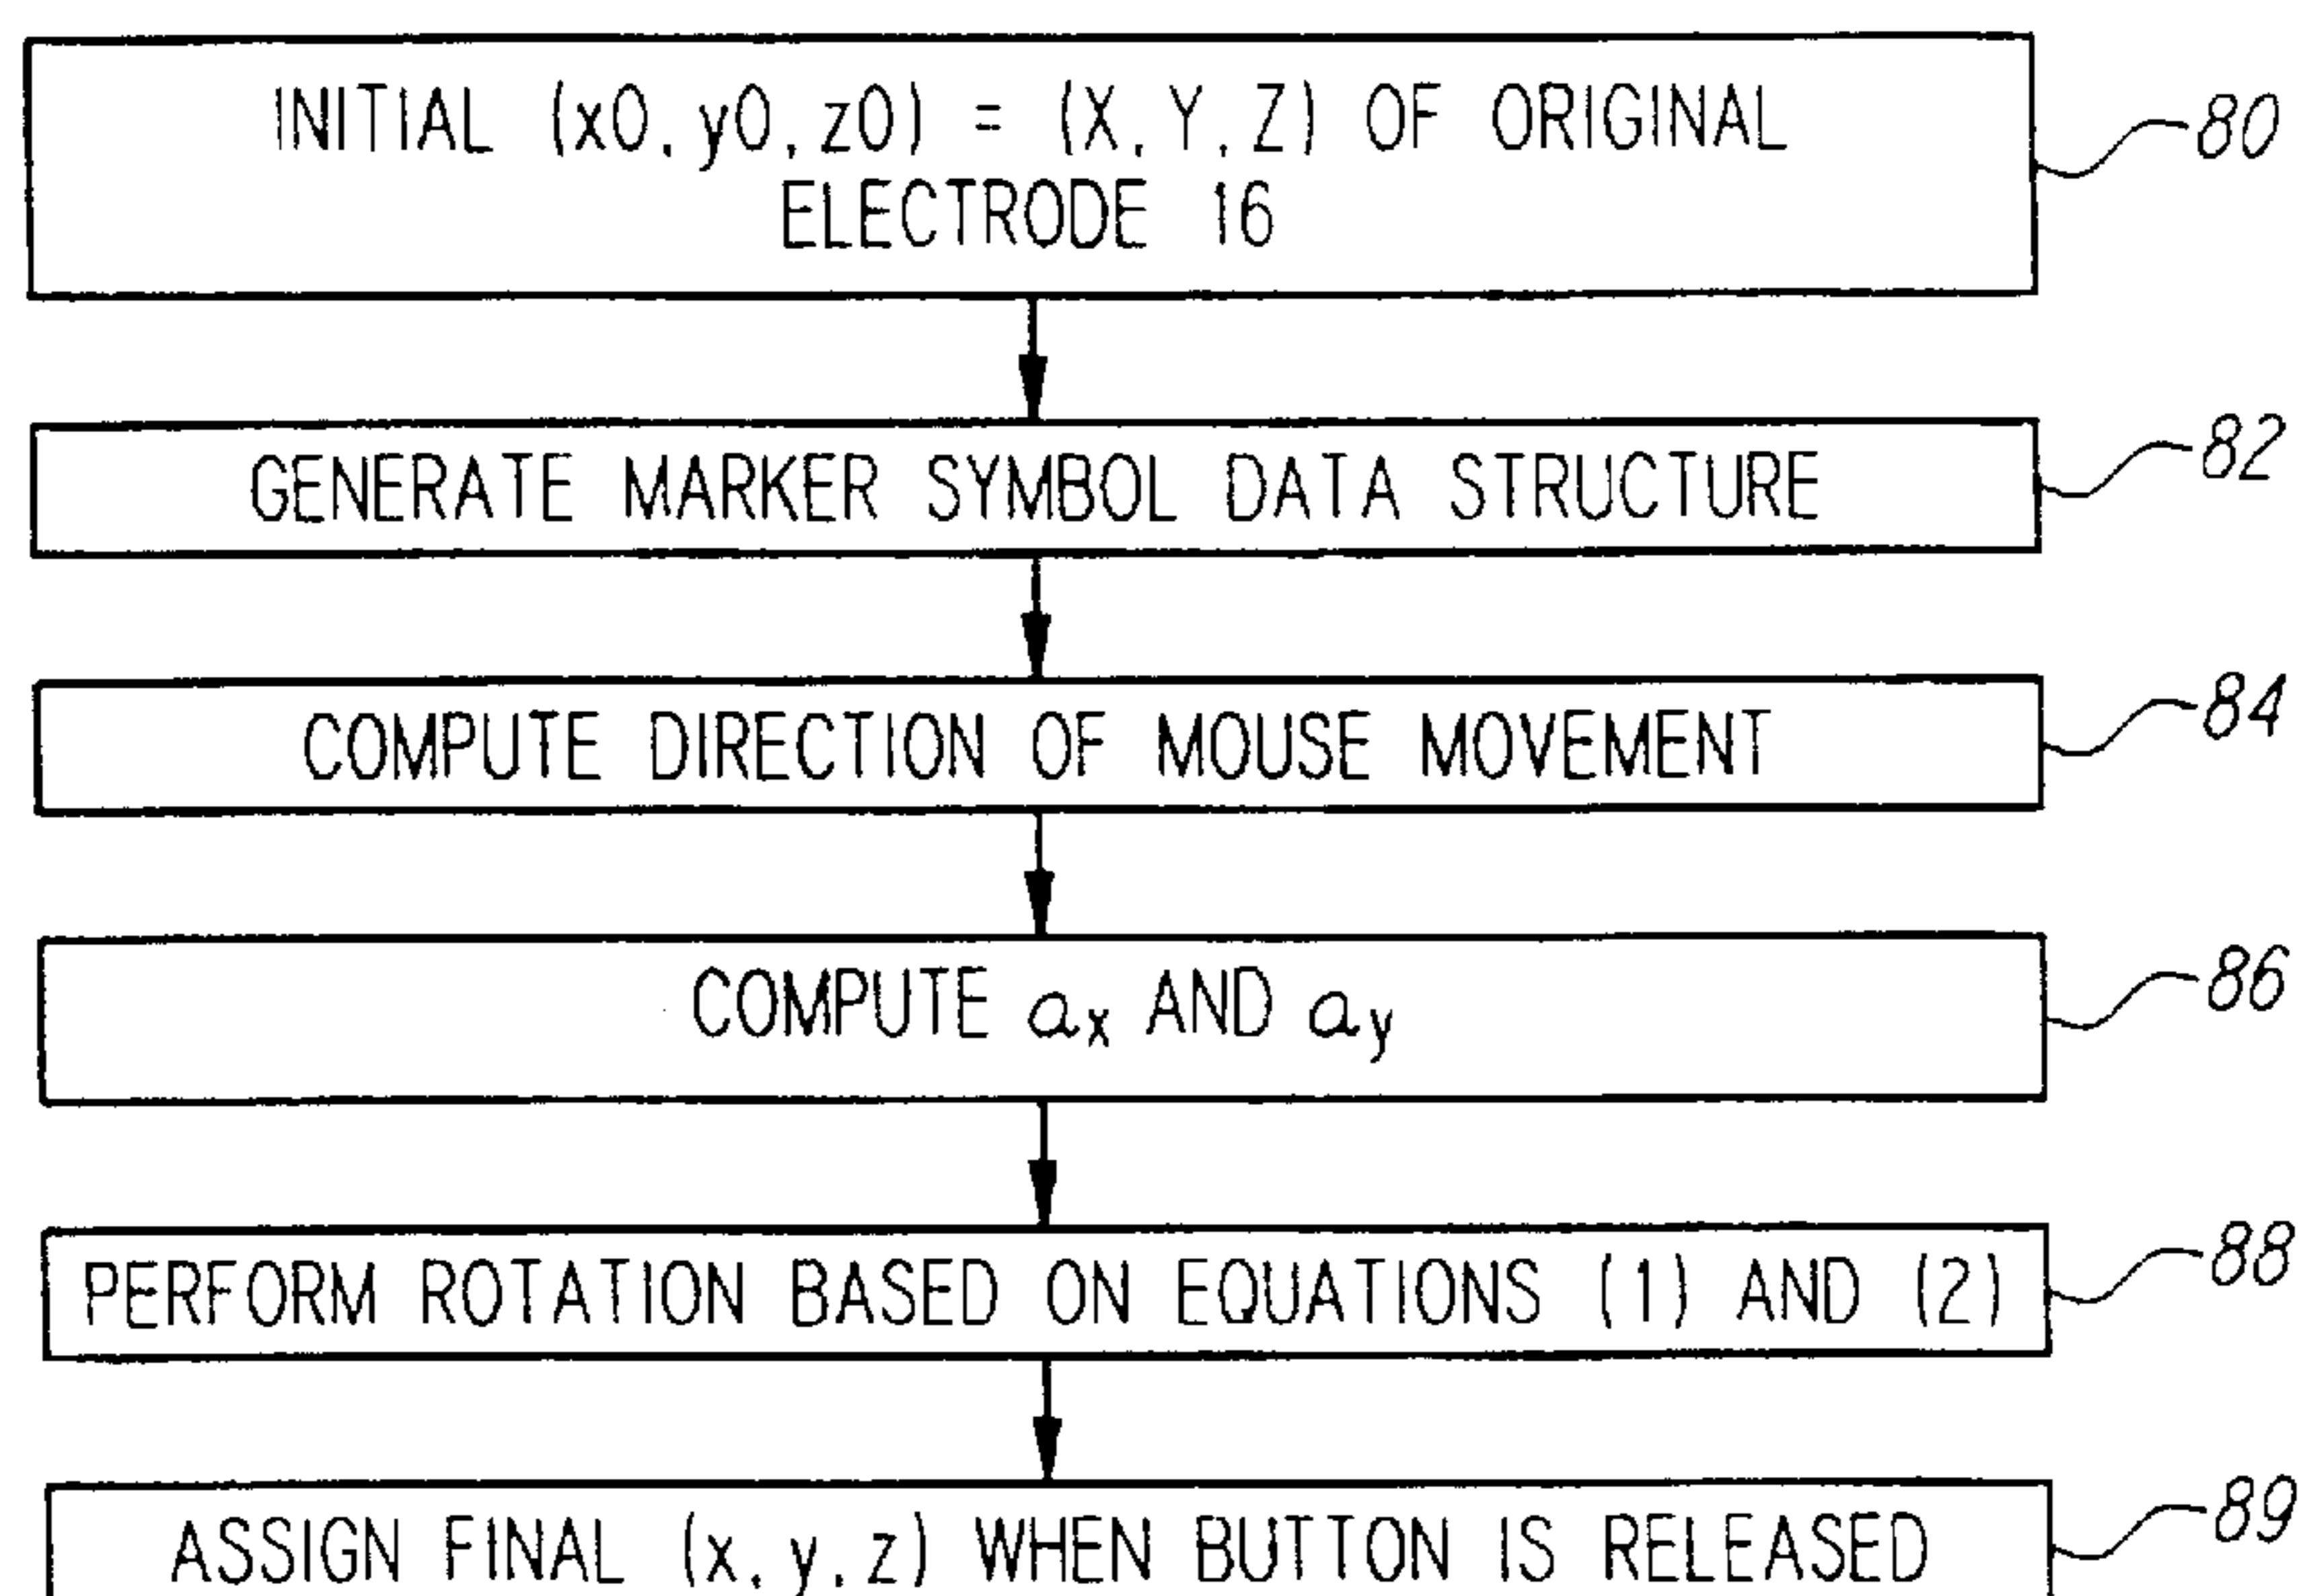 INITIAL (x0, y0, z0) = (X, Y, Z) OF ORIGINAL
ELECTRODE 16
80
GENERATE MARKER SYMBOL DATA STRUCTURE
82
COMPUTE DIRECTION OF MOUSE MOVEMENT
84
COMPUTE ax AND ay
86
PERFORM ROTATION BASED ON EQUATIONS (1) AND (2)
88
ASSIGN FINAL (x, y, z) WHEN BUTTON IS RELEASED
89